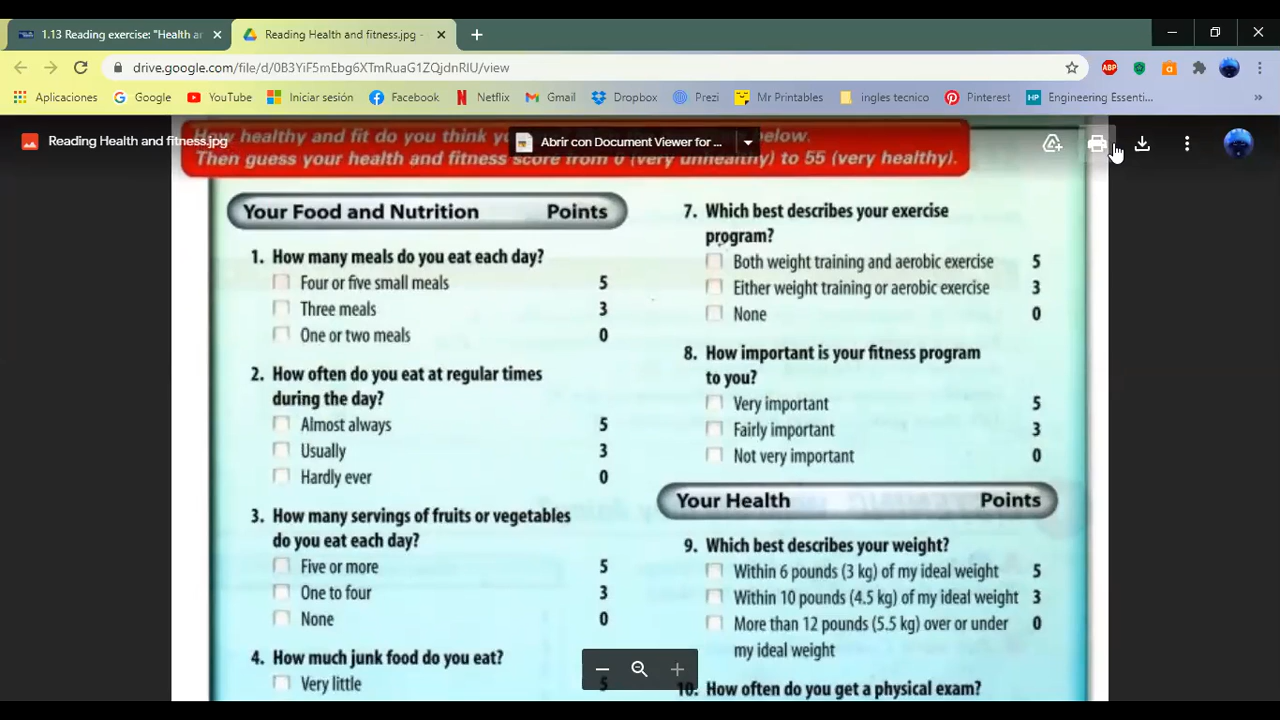 1.13 Reading exercise: "Health ar
Reading Health and fitness.jpg
drive.google.com/file/d/0B3YiF5mEbg6XTmRuaG1ZQjdnRlU/view
ABP
Aplicaciones
Google
YouTube
Iniciar sesión
Facebook
Netflix
Gmail
Dropbox
Prezi
Mr Printables
ingles tecnico
Pinterest
HP
Engineering Essenti...
Reading Health and fitness.jpg
Abrir con Document Viewer for ...
How healthy and fit do you think below.
Then guess your health and fitness score from 0 (very unhealthy) to 55 (very healthy).
Your Food and Nutrition Points
1. How many meals do you eat each day?
Four or five small meals 5
Three meals 3
One or two meals 0
2. How often do you eat at regular times
during the day?
Almost always 5
Usually 3
Hardly ever 0
3. How many servings of fruits or vegetables
do you eat each day?
Five or more 5
One to four 3
None 0
4. How much junk food do you eat?
Very little 5
7. Which best describes your exercise
program?
Both weight training and aerobic exercise 5
Either weight training or aerobic exercise 3
None 0
8. How important is your fitness program
to you?
Very important 5
Fairly important 3
Not very important 0
Your Health Points
9. Which best describes your weight?
Within 6 pounds (3 kg) of my ideal weight 5
Within 10 pounds (4.5 kg) of my ideal weight 3
More than 12 pounds (5.5 kg) over or under 0
my ideal weight
10. How often do you get a physical exam?